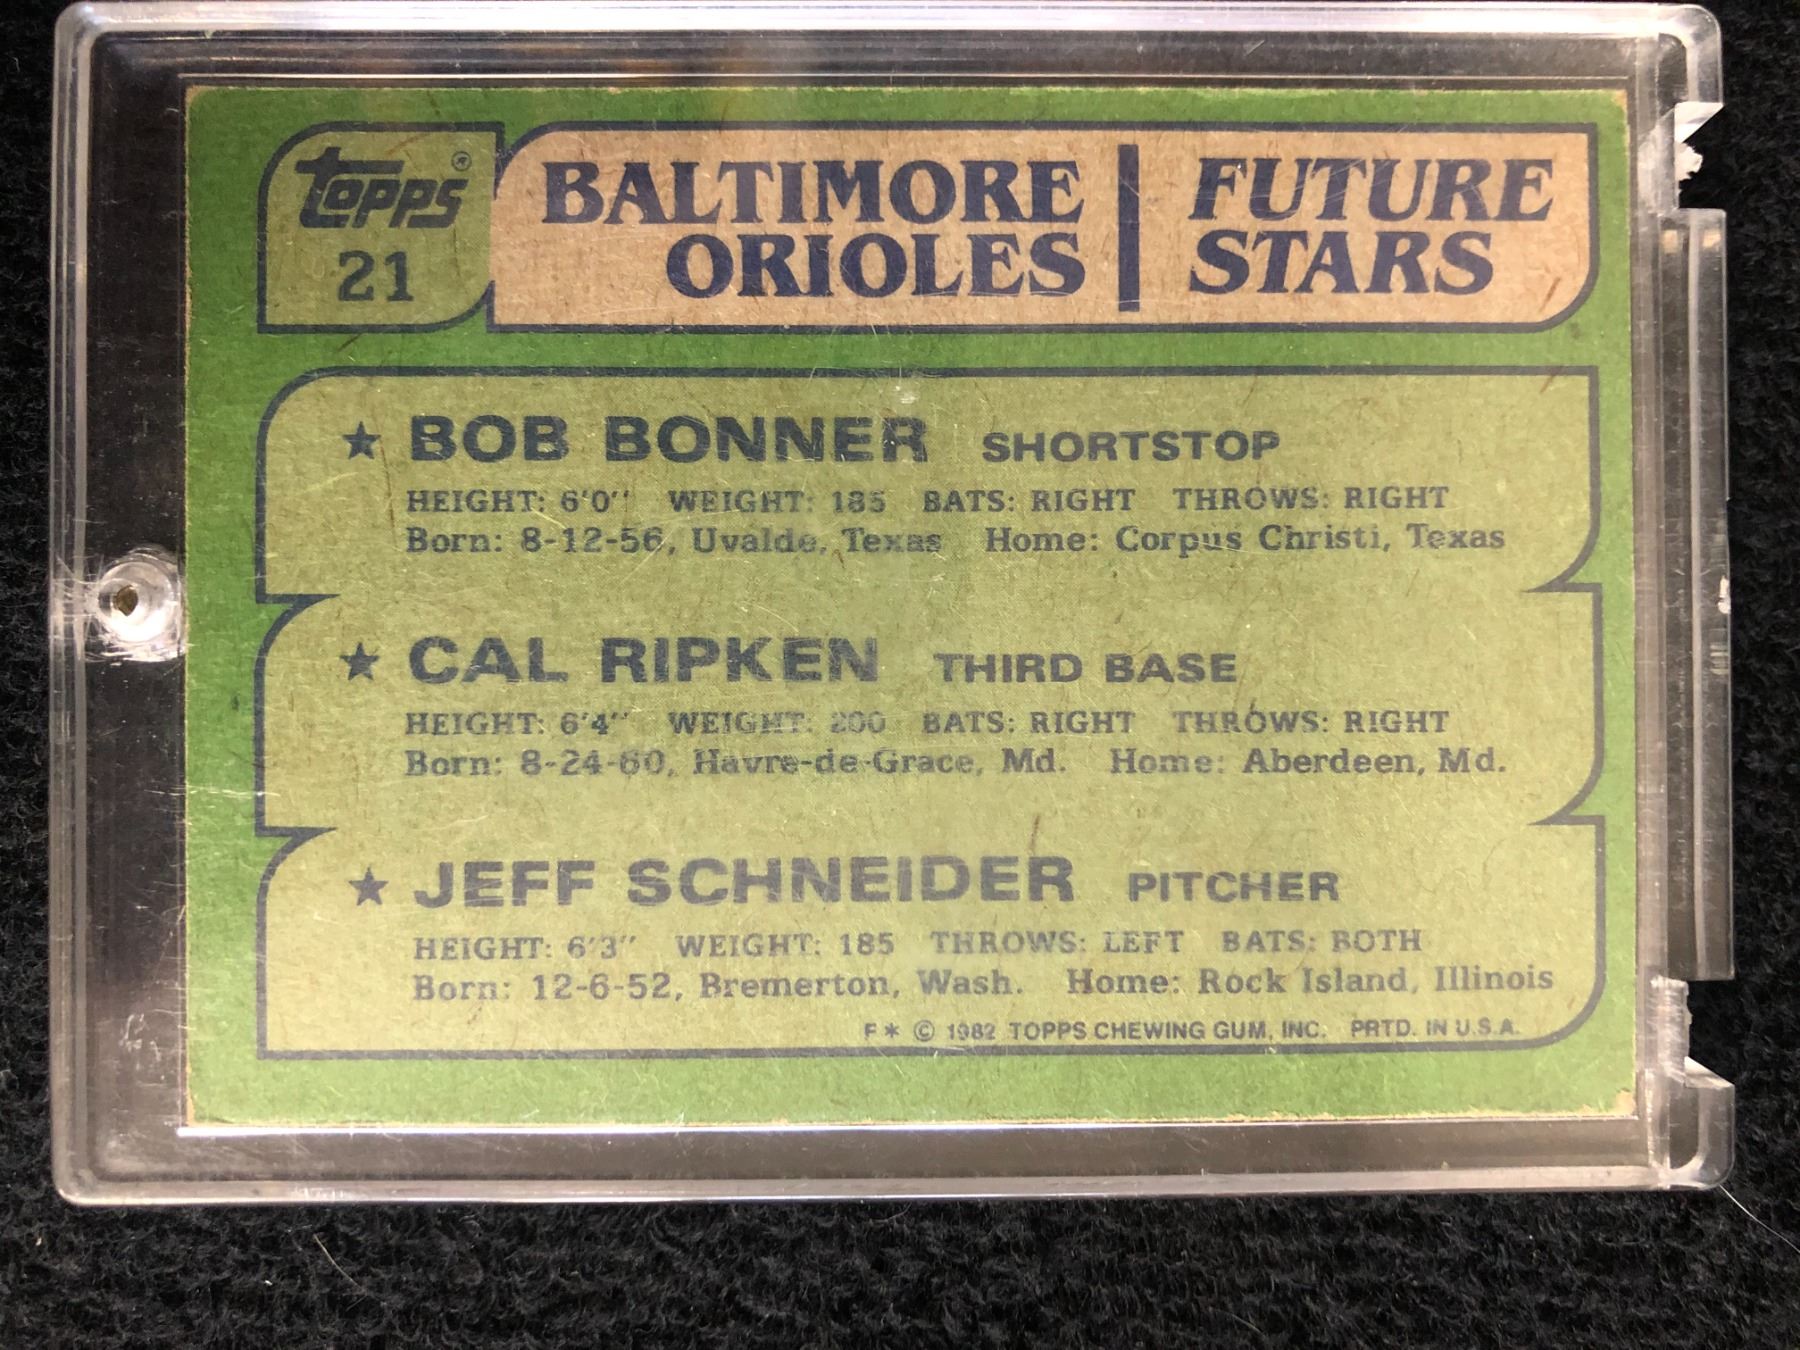 topps®
21
BALTIMORE ORIOLES | FUTURE STARS
★ BOB BONNER SHORTSTOP
HEIGHT: 6'0" WEIGHT: 185 BATS: RIGHT THROWS: RIGHT
Born: 8-12-56, Uvalde, Texas Home: Corpus Christi, Texas
★ CAL RIPKEN THIRD BASE
HEIGHT: 6'4" WEIGHT: 200 BATS: RIGHT THROWS: RIGHT
Born: 8-24-60, Havre-de-Grace, Md. Home: Aberdeen, Md.
★ JEFF SCHNEIDER PITCHER
HEIGHT: 6'3" WEIGHT: 185 THROWS: LEFT BATS: BOTH
Born: 12-6-52, Bremerton, Wash. Home: Rock Island, Illinois
F* © 1982 TOPPS CHEWING GUM, INC. PRTD. IN U.S.A.